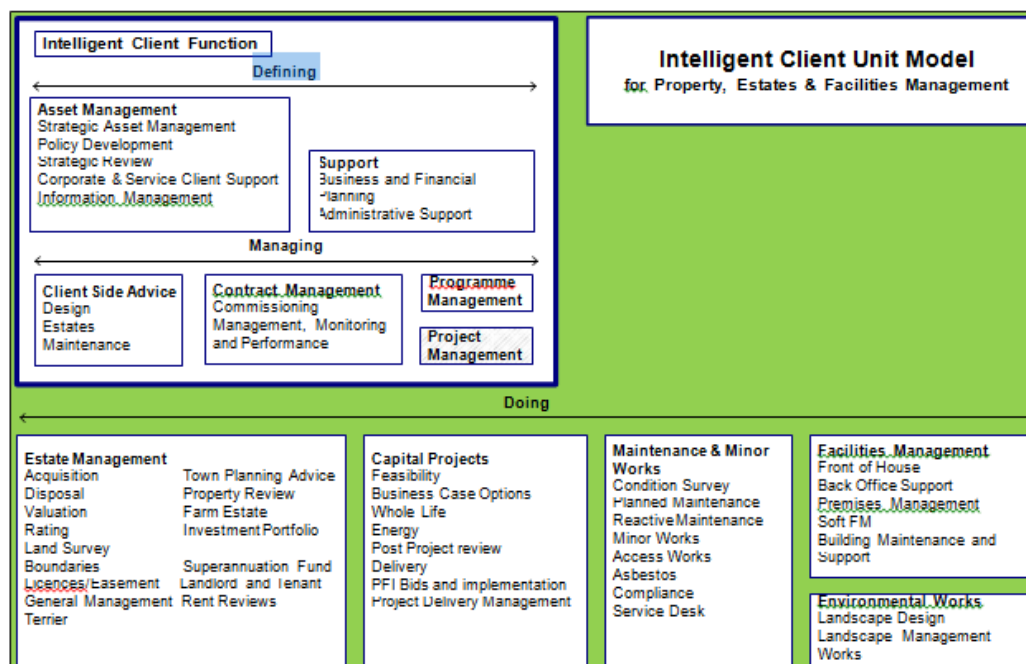 Intelligent Client Function
Defining
Asset Management
Strategic Asset Management
Policy Development
Strategic Review
Corporate & Service Client Support
Information Management
Support
Business and Financial
Planning
Administrative Support
Managing
Client Side Advice
Design
Estates
Maintenance
Contract Management
Commissioning
Management, Monitoring
and Performance
Programme
Management
Project
Management
Intelligent Client Unit Model
for Property, Estates & Facilities Management
Doing
Estate Management
Acquisition Town Planning Advice
Disposal Property Review
Valuation Farm Estate
Rating Investment Portfolio
Land Survey
Boundaries Superannuation Fund
Licences/Easement Landlord and Tenant
General Management Rent Reviews
Terrier
Capital Projects
Feasibility
Business Case Options
Whole Life
Energy
Post Project review
Delivery
PFI Bids and implementation
Project Delivery Management
Maintenance & Minor
Works
Condition Survey
Planned Maintenance
Reactive Maintenance
Minor Works
Access Works
Asbestos
Compliance
Service Desk
Facilities Management
Front of House
Back Office Support
Premises Management
Soft FM
Building Maintenance and
Support
Environmental Works
Landscape Design
Landscape Management
Works